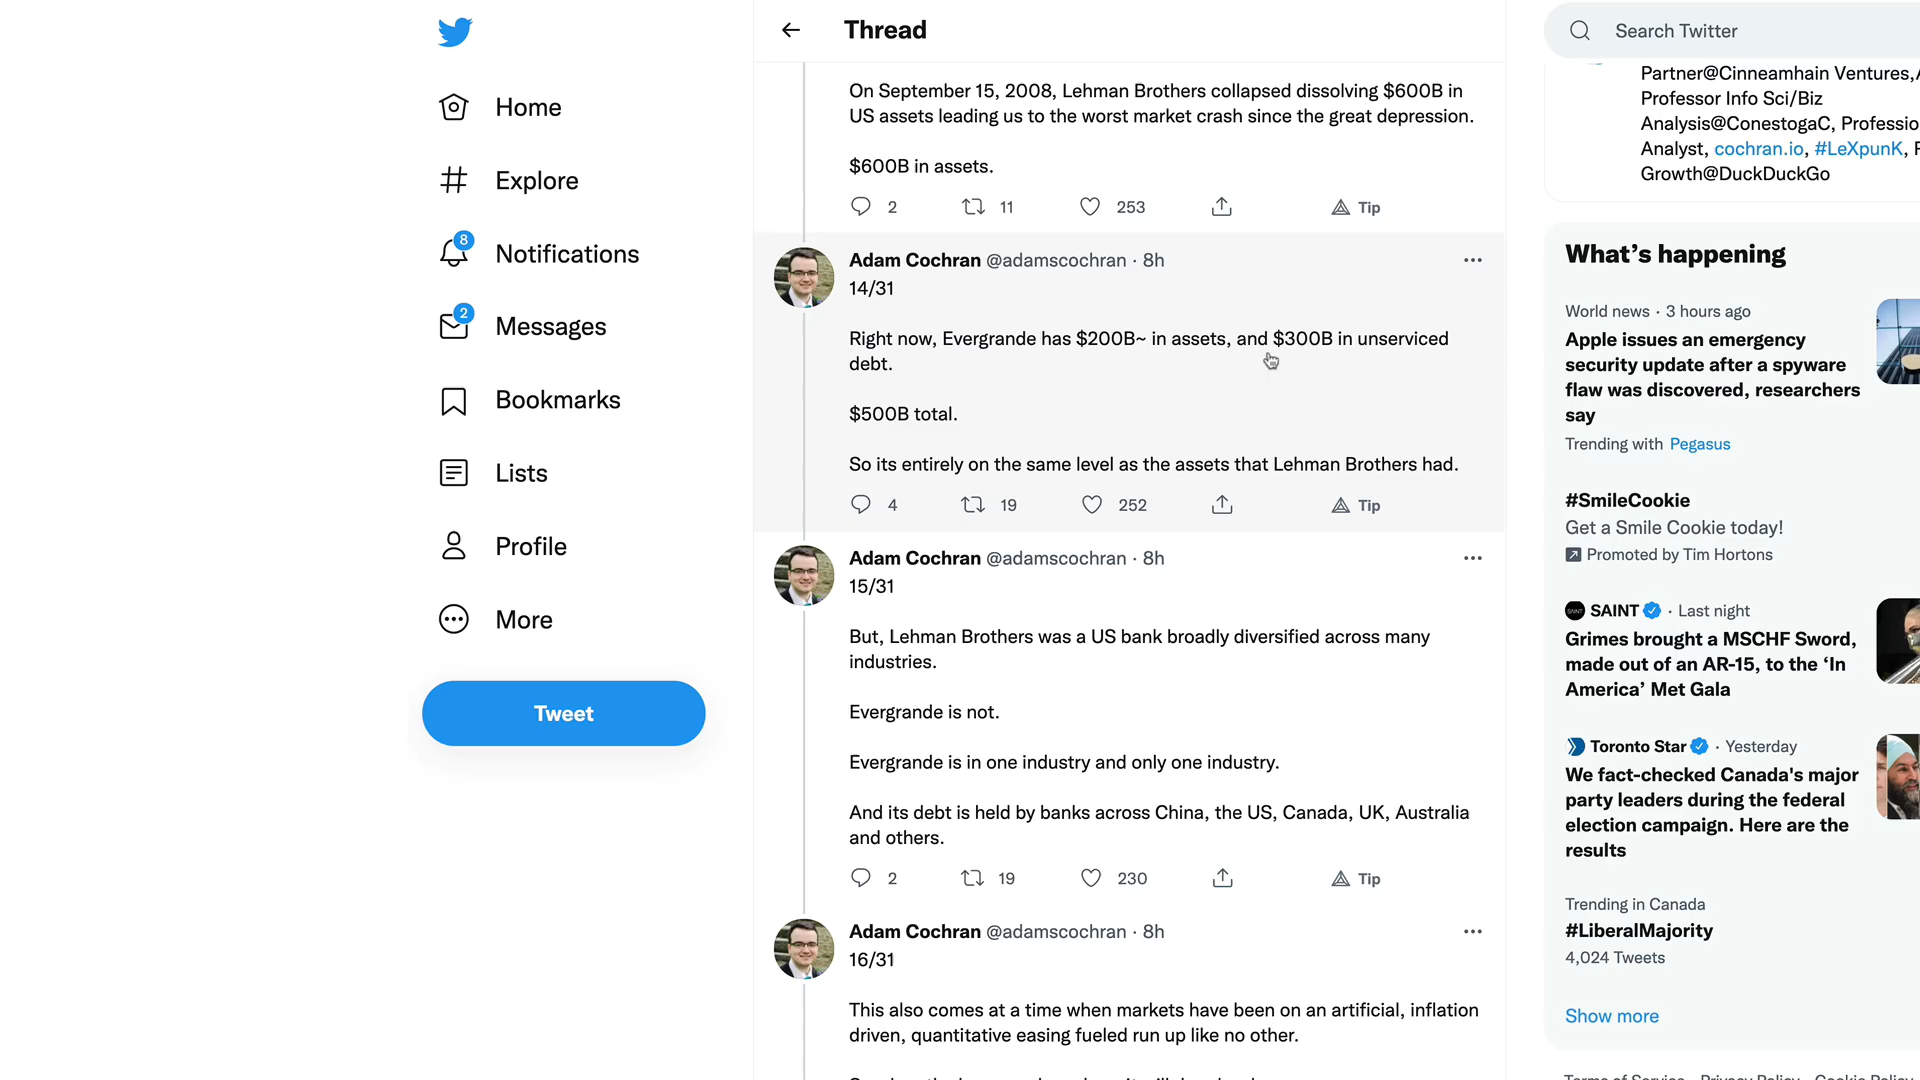 Home
Explore
8
Notifications
2
Messages
Bookmarks
Lists
Profile
More
Tweet
Thread
On September 15, 2008, Lehman Brothers collapsed dissolving $600B in
US assets leading us to the worst market crash since the great depression.
$600B in assets.
2 11 253 Tip
Adam Cochran @adamscochran · 8h
14/31
Right now, Evergrande has $200B~ in assets, and $300B in unserviced
debt.
$500B total.
So its entirely on the same level as the assets that Lehman Brothers had.
4 19 252 Tip
Adam Cochran @adamscochran · 8h
15/31
But, Lehman Brothers was a US bank broadly diversified across many
industries.
Evergrande is not.
Evergrande is in one industry and only one industry.
And its debt is held by banks across China, the US, Canada, UK, Australia
and others.
2 19 230 Tip
Adam Cochran @adamscochran · 8h
16/31
This also comes at a time when markets have been on an artificial, inflation
driven, quantitative easing fueled run up like no other.
Search Twitter
Partner@Cinneamhain Ventures,
Professor Info Sci/Biz
Analysis@ConestogaC, Professio
Analyst, cochran.io, #LeXpunK,
Growth@DuckDuckGo
What's happening
World news · 3 hours ago
Apple issues an emergency
security update after a spyware
flaw was discovered, researchers
say
Trending with Pegasus
#SmileCookie
Get a Smile Cookie today!
Promoted by Tim Hortons
SAINT · Last night
Grimes brought a MSCHF Sword,
made out of an AR-15, to the ‘In
America’ Met Gala
Toronto Star · Yesterday
We fact-checked Canada's major
party leaders during the federal
election campaign. Here are the
results
Trending in Canada
#LiberalMajority
4,024 Tweets
Show more